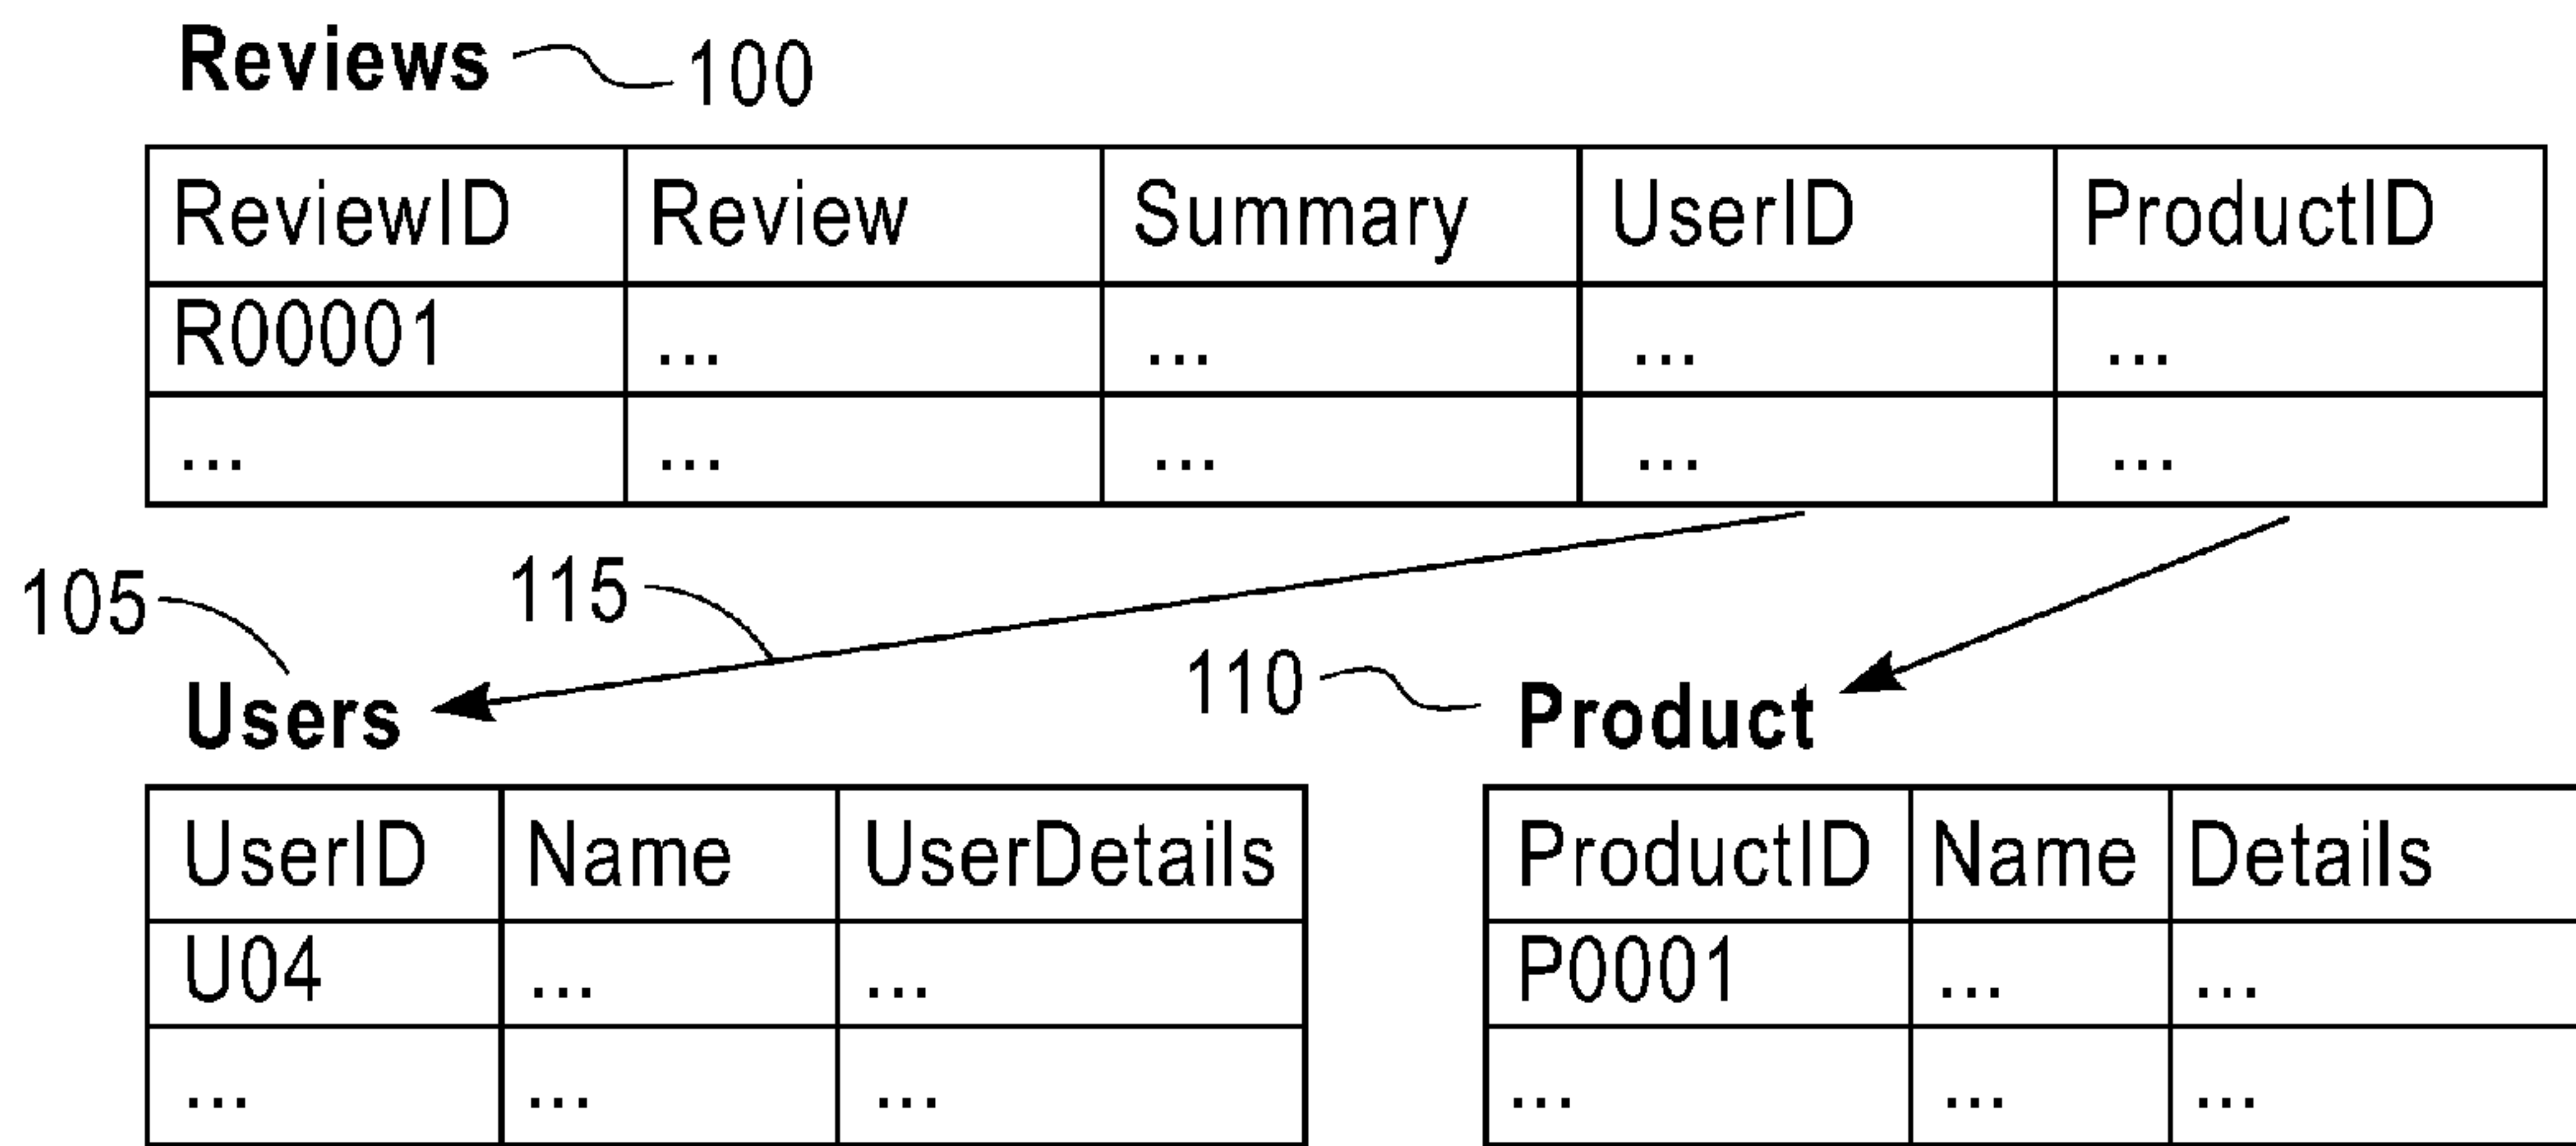 Reviews 100
ReviewID Review Summary UserID ProductID
R00001 ... ... ... ...
... ... ... ... ...
105 115
110
Users Product
UserID Name UserDetails ProductID Name Details
U04 ... ... P0001 ... ...
... ... ... ... ... ...